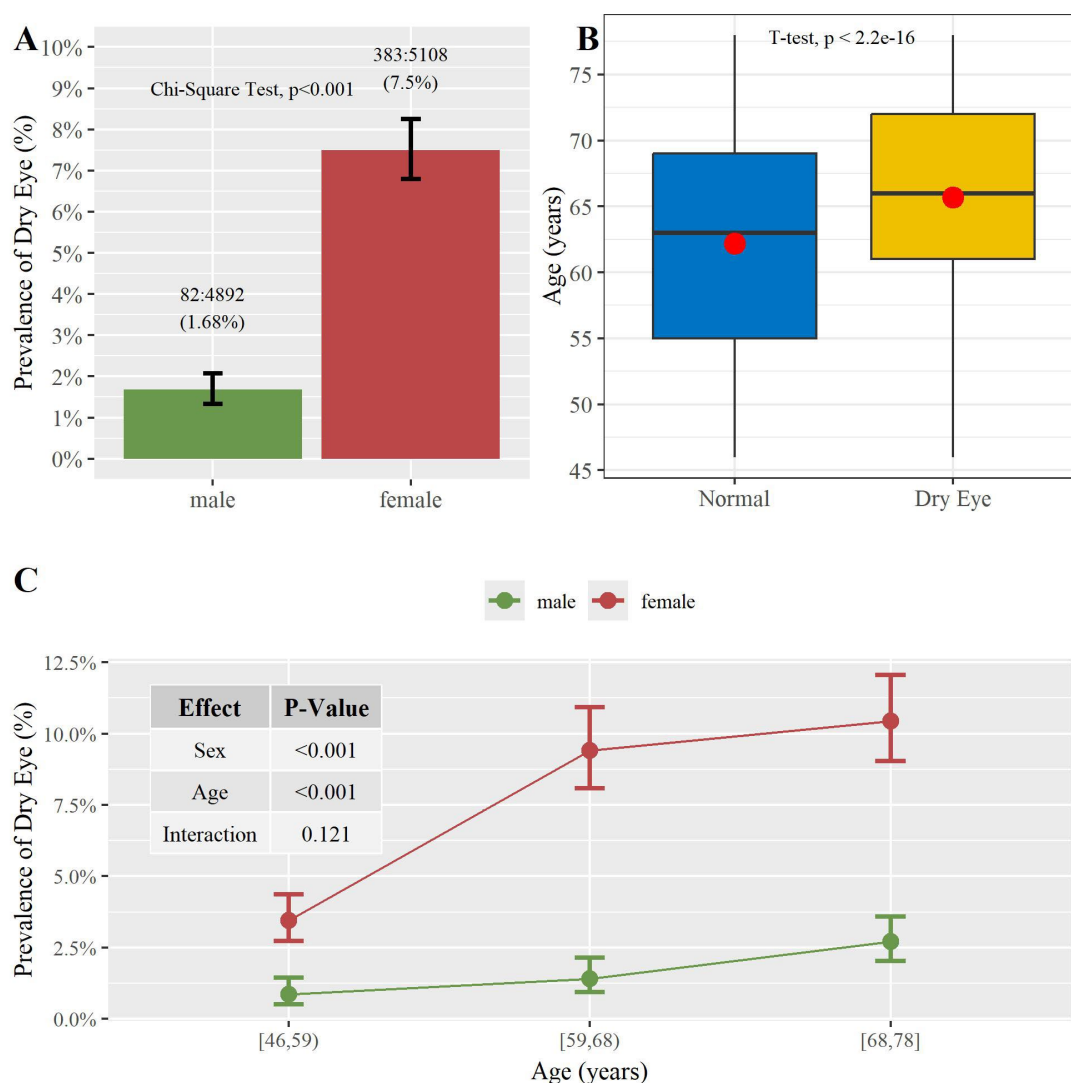 A
10%
9%
8%
7%
6%
5%
4%
3%
2%
1%
0%
Prevalence of Dry Eye (%)
383:5108
(7.5%)
Chi-Square Test, p<0.001
82:4892
(1.68%)
male
female
B
T-test, p < 2.2e-16
75
70
65
60
55
50
45
Age (years)
Normal
Dry Eye
C
male
female
12.5%
10.0%
7.5%
5.0%
2.5%
0.0%
Prevalence of Dry Eye (%)
Effect P-Value
Sex <0.001
Age <0.001
Interaction 0.121
[46,59)
[59,68)
[68,78]
Age (years)